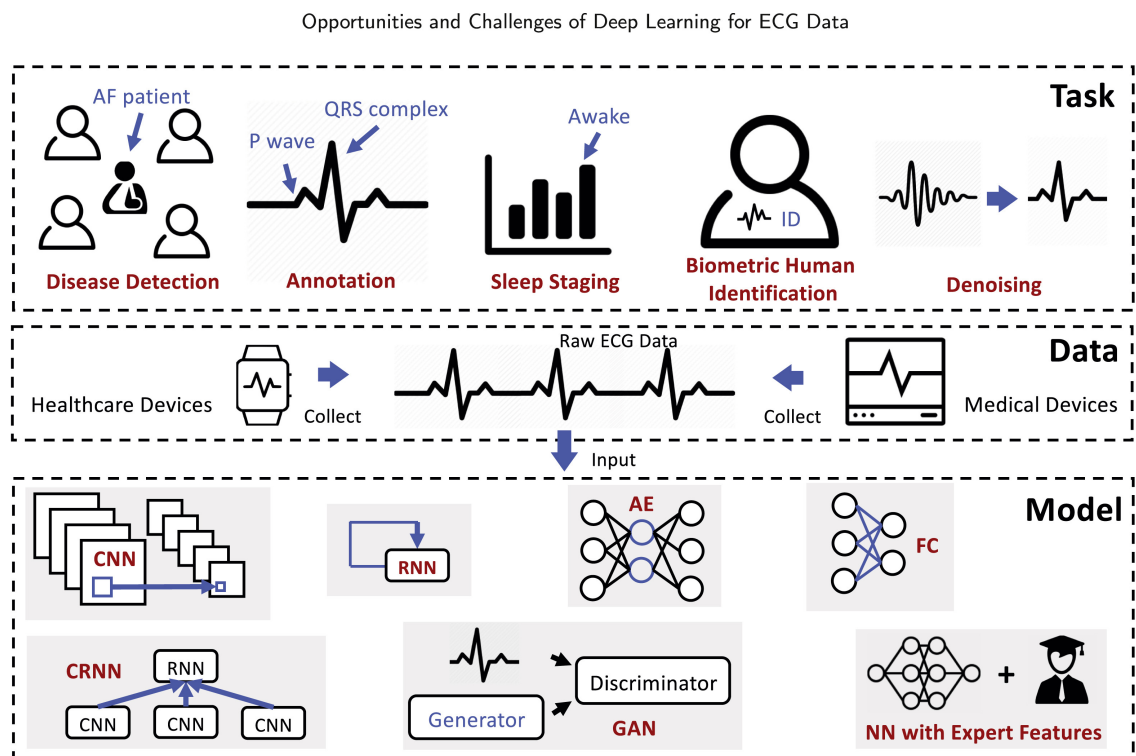 Opportunities and Challenges of Deep Learning for ECG Data
Task
AF patient
P wave
QRS complex
Awake
ID
Disease Detection
Annotation
Sleep Staging
Biometric Human
Identification
Denoising
Data
Raw ECG Data
Healthcare Devices
Collect
Collect
Medical Devices
Input
Model
CNN
RNN
AE
FC
CRNN
RNN
CNN
CNN
CNN
Generator
Discriminator
GAN
+
NN with Expert Features